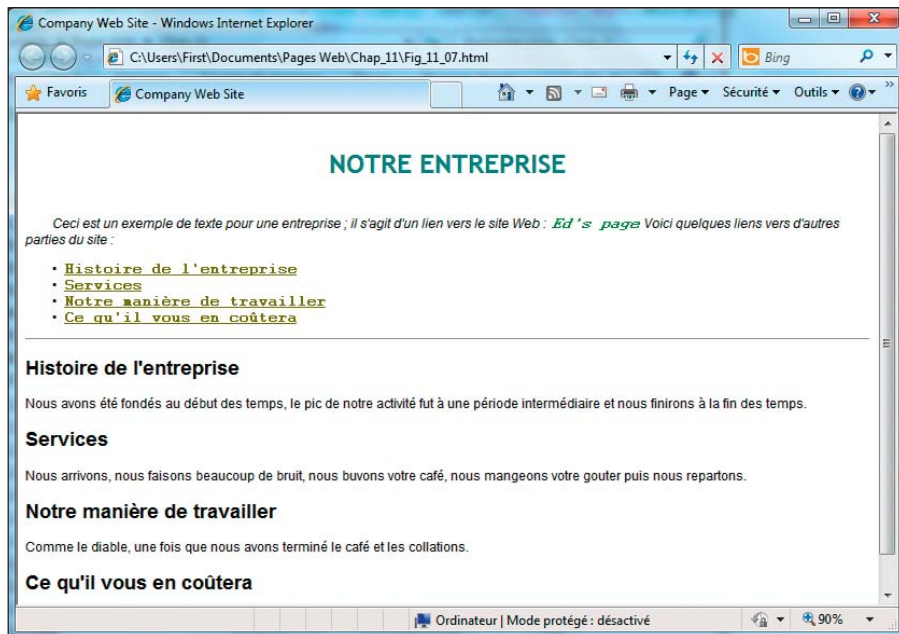 Company Web Site - Windows Internet Explorer
C:\Users\First\Documents\Pages Web\Chap_11\Fig_11_07.html
Bing
Favoris
Company Web Site
Page
Sécurité
Outils
NOTRE ENTREPRISE
Ceci est un exemple de texte pour une entreprise ; il s'agit d'un lien vers le site Web : Ed's page Voici quelques liens vers d'autres
parties du site :
• Histoire de l'entreprise
• Services
• Notre manière de travailler
• Ce qu'il vous en coûtera
Histoire de l'entreprise
Nous avons été fondés au début des temps, le pic de notre activité fut à une période intermédiaire et nous finirons à la fin des temps.
Services
Nous arrivons, nous faisons beaucoup de bruit, nous buvons votre café, nous mangeons votre gouter puis nous repartons.
Notre manière de travailler
Comme le diable, une fois que nous avons terminé le café et les collations.
Ce qu'il vous en coûtera
Ordinateur | Mode protégé : désactivé
90%